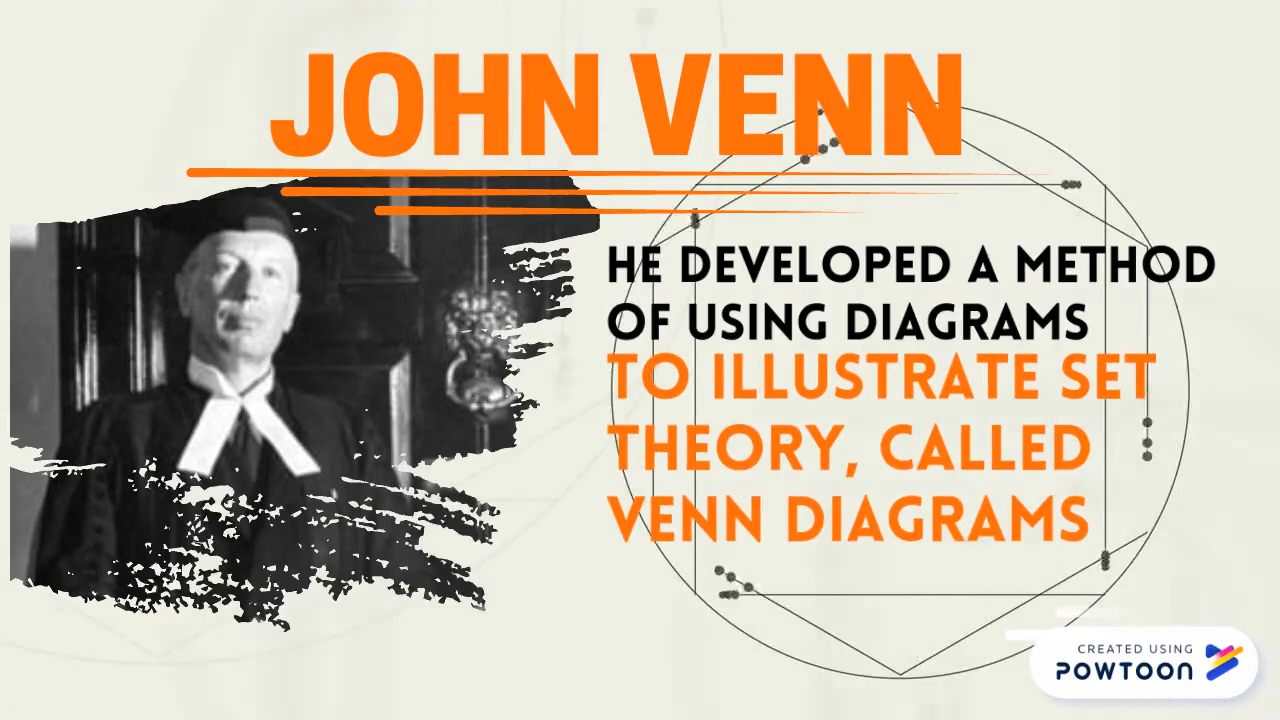 JOHN VENN
HE DEVELOPED A METHOD
OF USING DIAGRAMS
TO ILLUSTRATE SET
THEORY, CALLED
VENN DIAGRAMS
CREATED USING
POWTOON